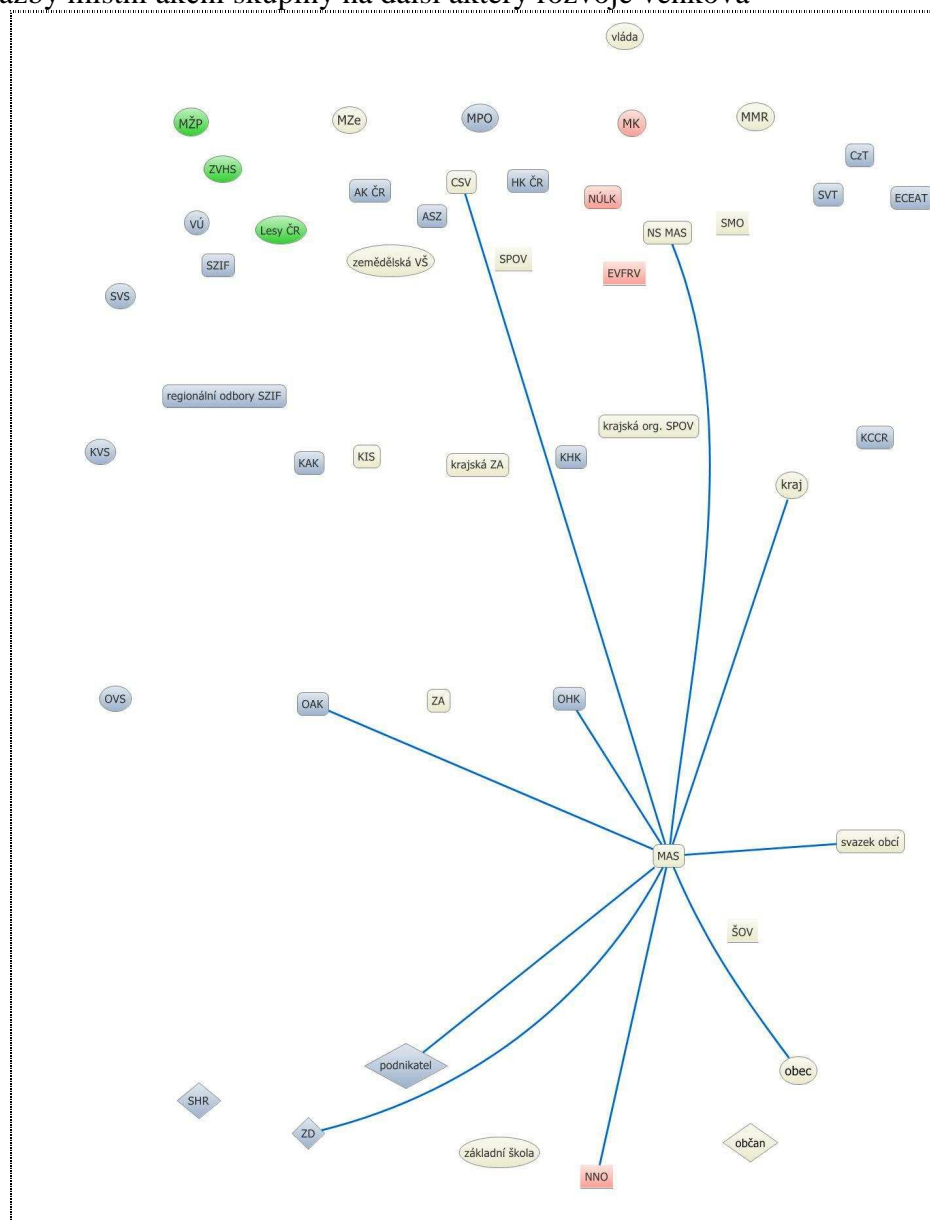 azby místní akční skupiny na další aktéry rozvoje venkova
vláda
MŽP
MZe
MPO
MK
MMR
ZVHS
CzT
AK ČR
CSV
HK ČR
NÚLK
SVT
ECEAT
VÚ
Lesy ČR
ASZ
NS MAS
SMO
SZIF
zemědělská VŠ
SPOV
EVFRV
SVS
regionální odbory SZIF
krajská org. SPOV
KCCR
KVS
KAK
KIS
krajská ZA
KHK
kraj
OVS
OAK
ZA
OHK
MAS
svazek obcí
ŠOV
podnikatel
obec
SHR
ZD
základní škola
občan
NNO